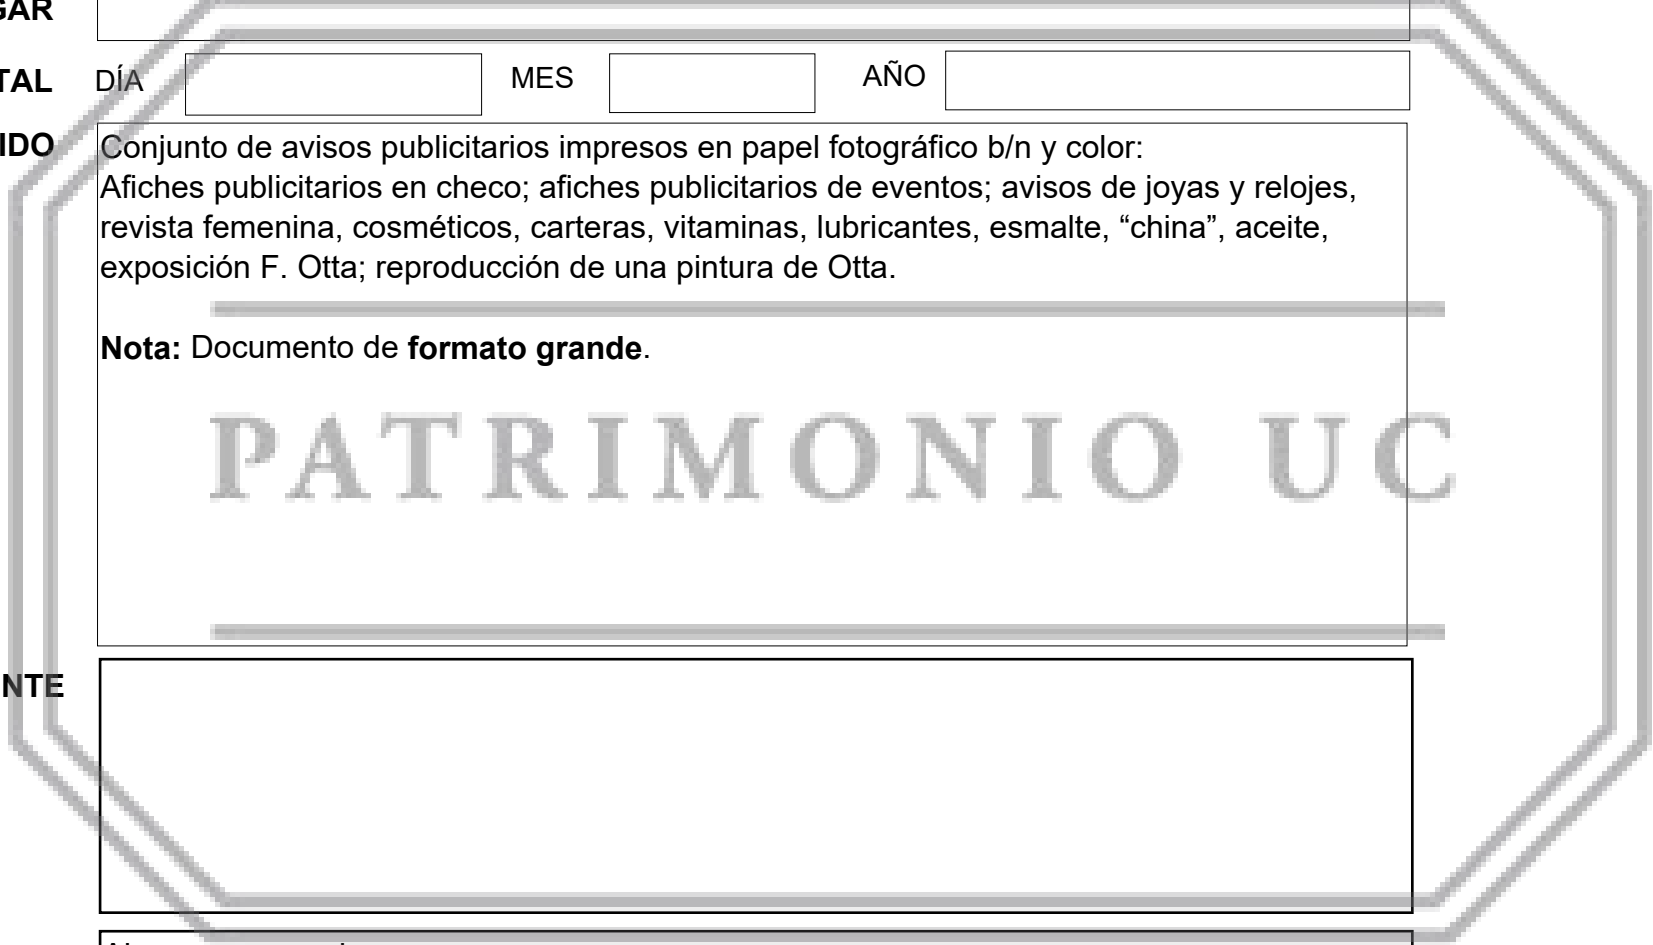 GAR
TAL DÍA MES AÑO
IDO Conjunto de avisos publicitarios impresos en papel fotográfico b/n y color:
Afiches publicitarios en checo; afiches publicitarios de eventos; avisos de joyas y relojes,
revista femenina, cosméticos, carteras, vitaminas, lubricantes, esmalte, “china”, aceite,
exposición F. Otta; reproducción de una pintura de Otta.
Nota: Documento de formato grande.
PATRIMONIO UC
NTE